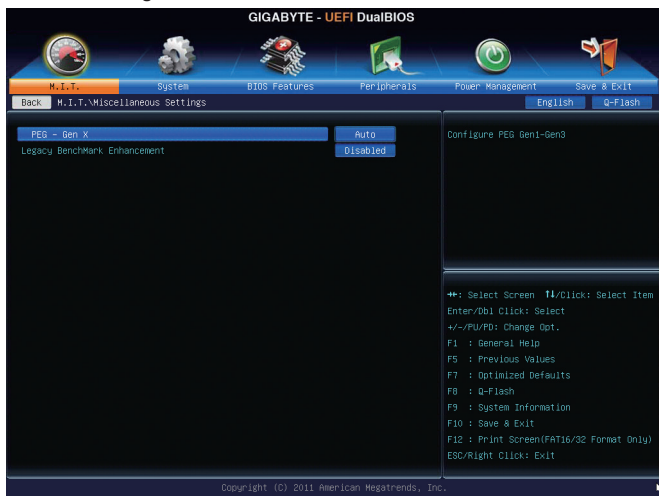 GIGABYTE - UEFI DualBIOS
M.I.T. System BIOS Features Peripherals Power Management Save & Exit
Back M.I.T.\Miscellaneous Settings English Q-Flash
PEG - Gen X Auto
Legacy BenchMark Enhancement Disabled
Configure PEG Gen1-Gen3
→←: Select Screen ↑↓/Click: Select Item
Enter/Dbl Click: Select
+/-/PU/PD: Change Opt.
F1 : General Help
F5 : Previous Values
F7 : Optimized Defaults
F8 : Q-Flash
F9 : System Information
F10 : Save & Exit
F12 : Print Screen(FAT16/32 Format Only)
ESC/Right Click: Exit
Copyright (C) 2011 American Megatrends, Inc.